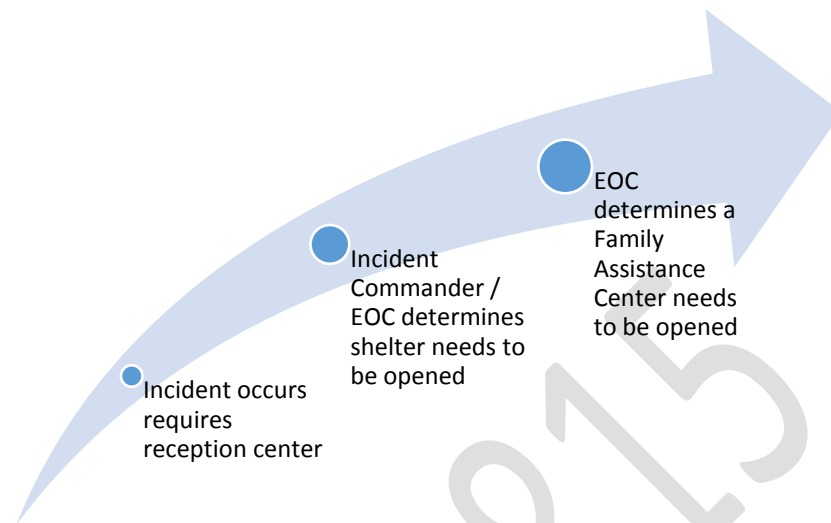 Incident occurs
requires
reception center
Incident
Commander /
EOC determines
shelter needs to
be opened
EOC
determines a
Family
Assistance
Center needs
to be opened
215